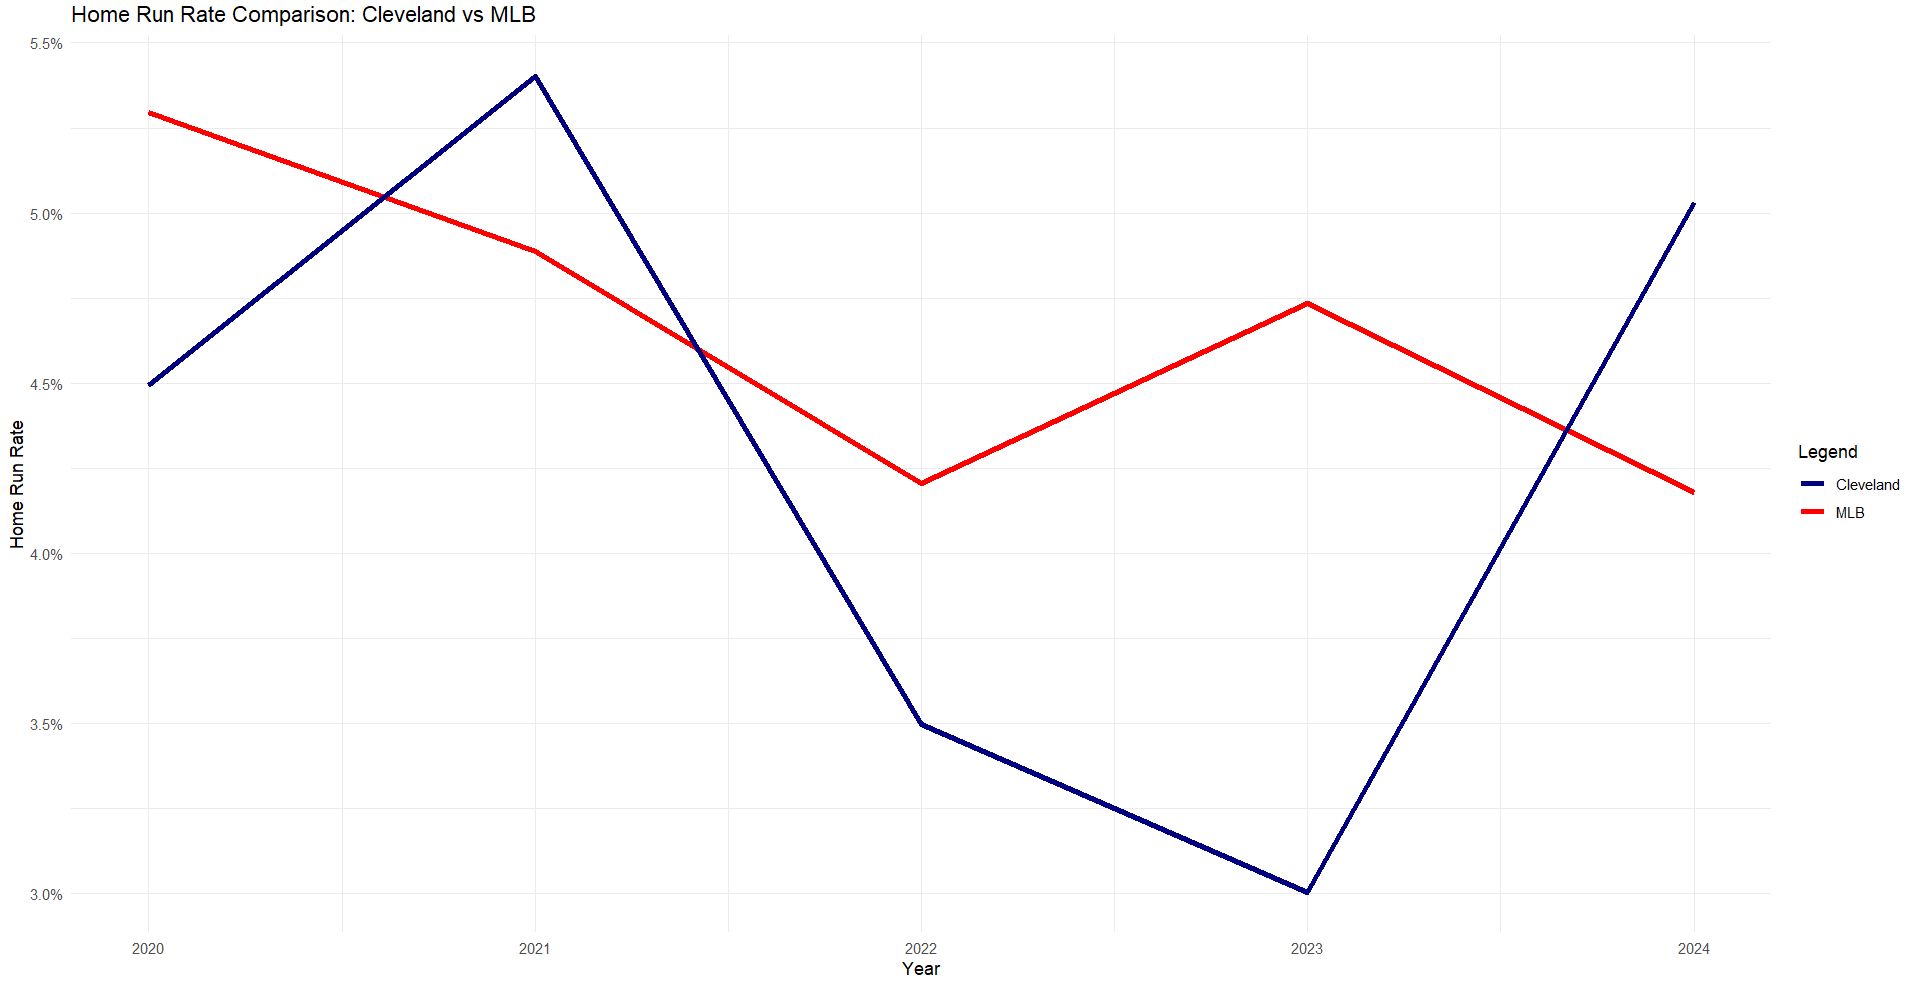 Home Run Rate Comparison: Cleveland vs MLB
5.5%
5.0%
4.5%
4.0%
3.5%
3.0%
Home Run Rate
2020 2021 2022 2023 2024
Year
Legend
Cleveland
MLB